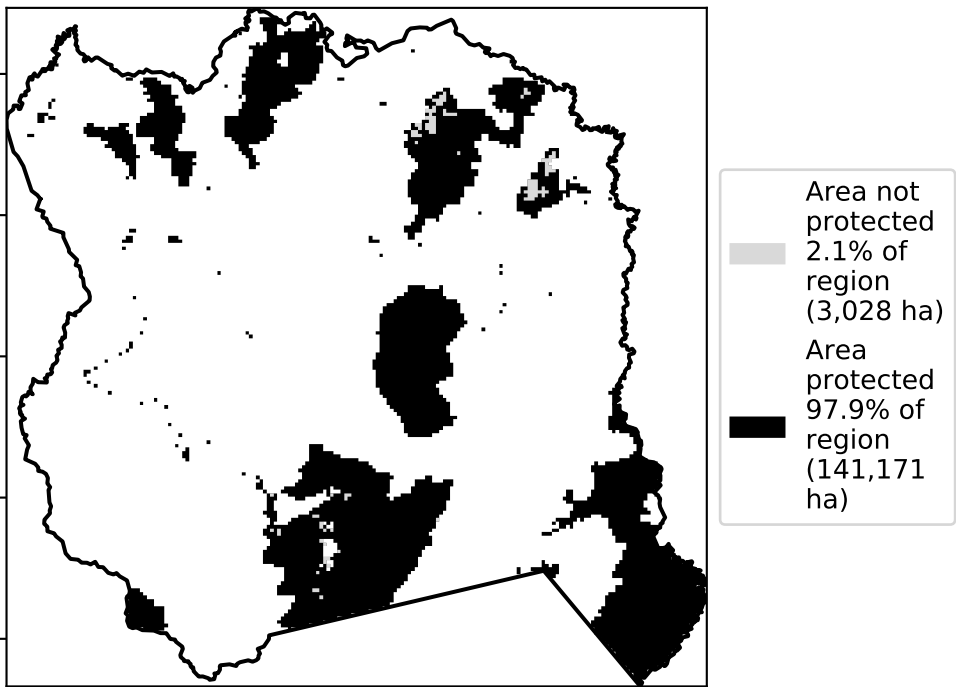 Area not
protected
2.1% of
region
(3,028 ha)
Area
protected
97.9% of
region
(141,171
ha)